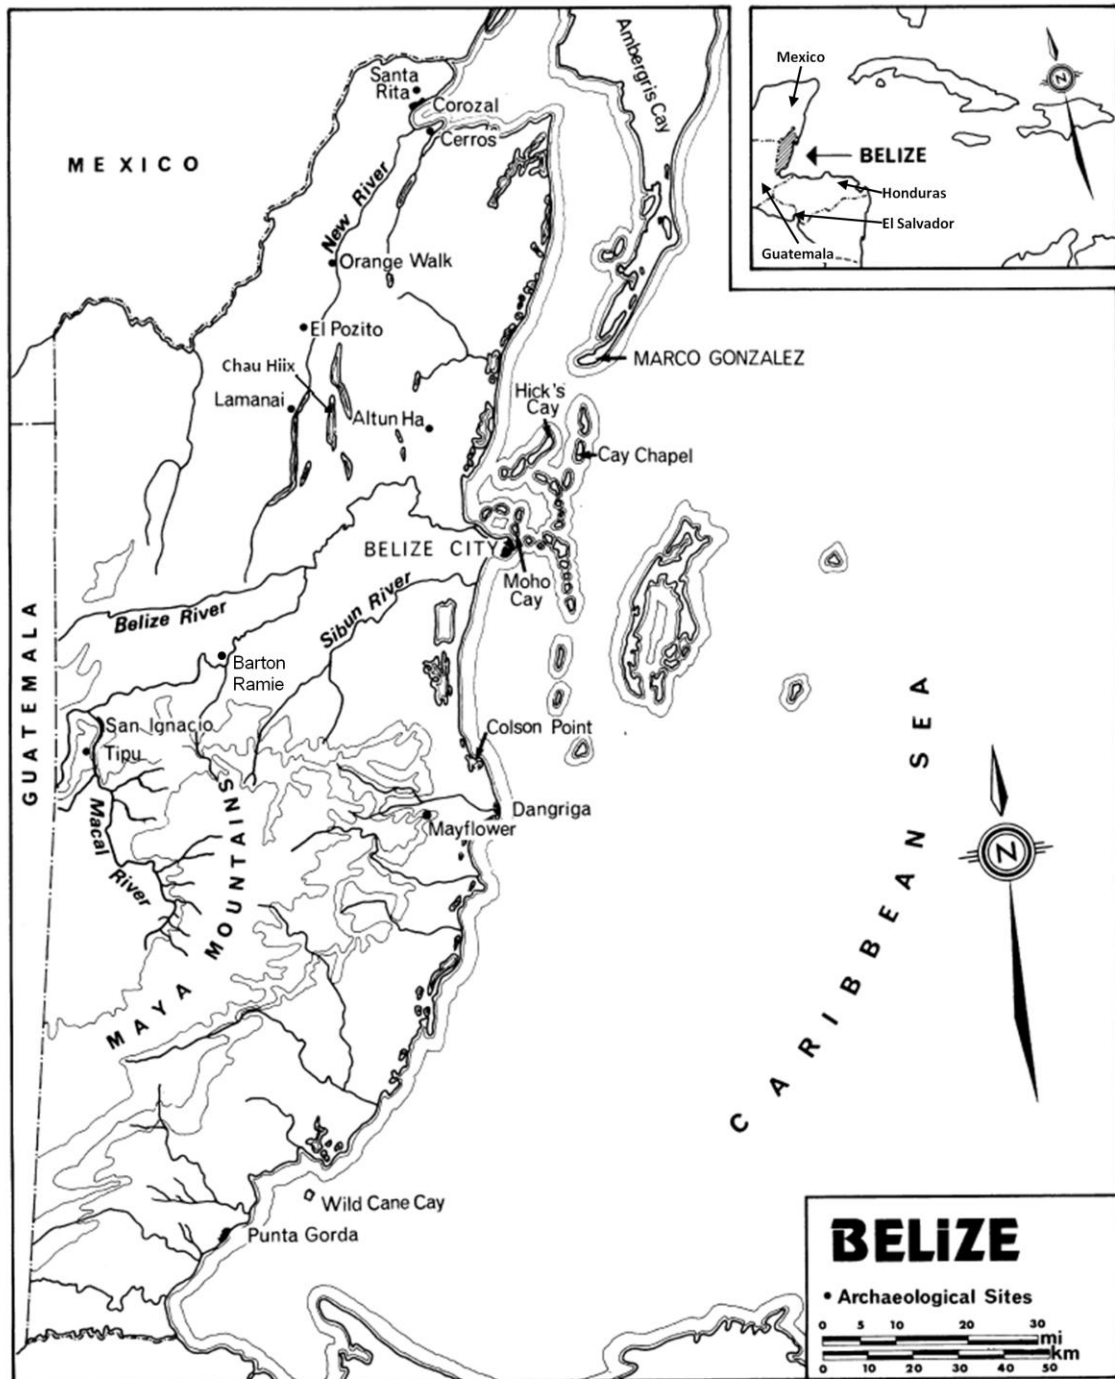 Ambergris Cay
Santa
Rita
Corozal
Cerros
MEXICO
New River
Orange Walk
El Pozito
Chau Hiix
Lamanai
Altun Ha
MARCO GONZALEZ
Hick's
Cay
Cay Chapel
BELIZE CITY
Moho
Cay
Belize River
Sibun River
GUATEMALA
Barton
Ramie
San Ignacio
Tipu
Colson Point
Dangriga
Mayflower
Macal River
MAYA MOUNTAINS
CARIBBEAN SEA
N
Wild Cane Cay
Punta Gorda
Mexico
N
BELIZE
Honduras
El Salvador
Guatemala
BELIZE
• Archaeological Sites
0 5 10 20 30
mi
km
0 10 20 30 40 50